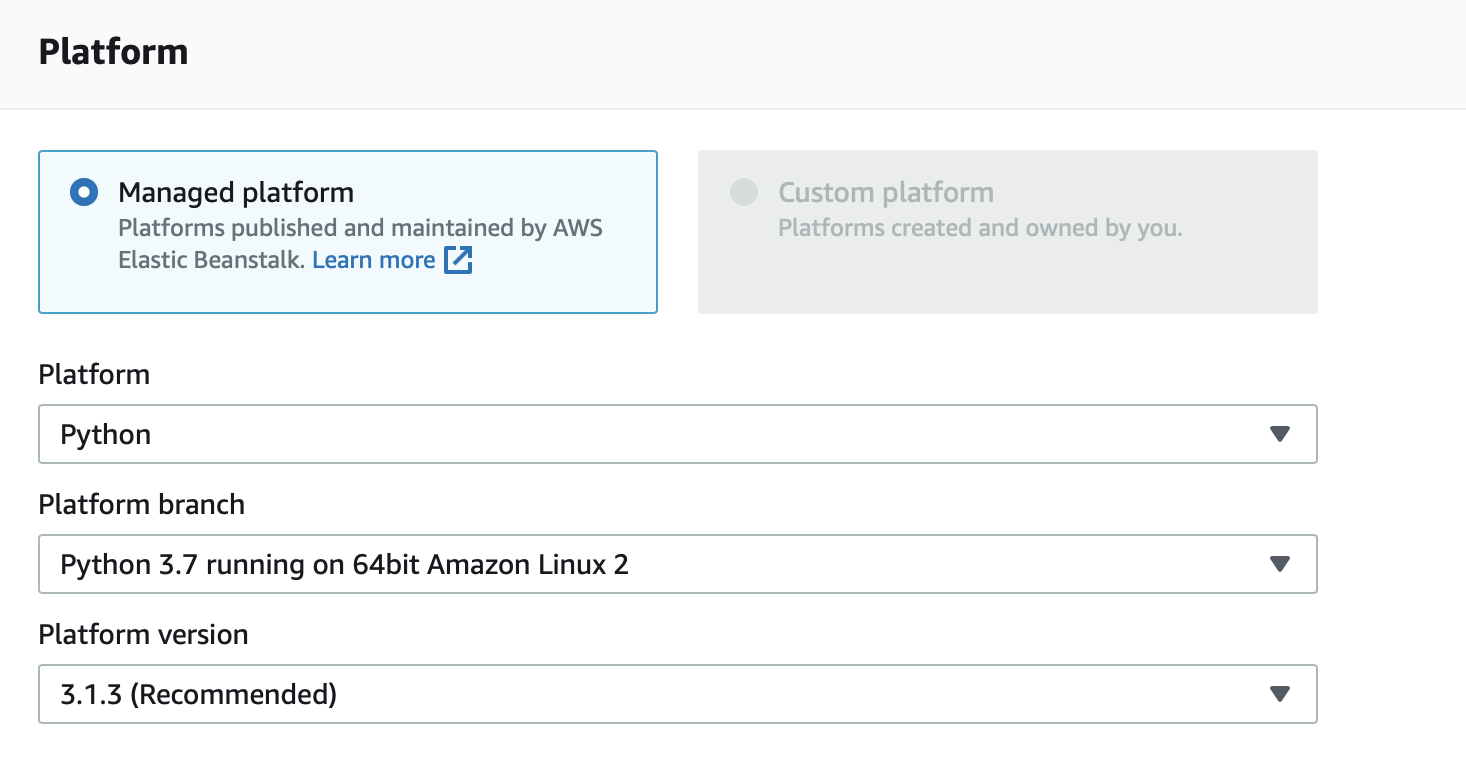 Platform
Managed platform
Platforms published and maintained by AWS
Elastic Beanstalk. Learn more
Custom platform
Platforms created and owned by you.
Platform
Python
Platform branch
Python 3.7 running on 64bit Amazon Linux 2
Platform version
3.1.3 (Recommended)